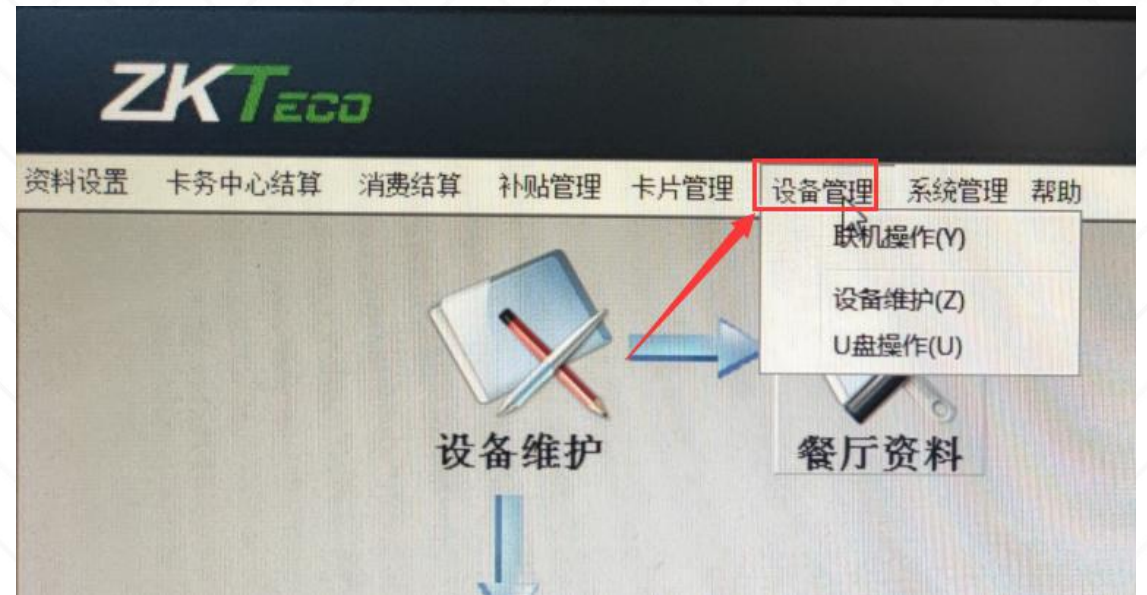 ZKTECO
资料设置 卡务中心结算 消费结算 补贴管理 卡片管理 设备管理 系统管理 帮助
联机操作(Y)
设备维护(Z)
U盘操作(U)
设备维护 餐厅资料